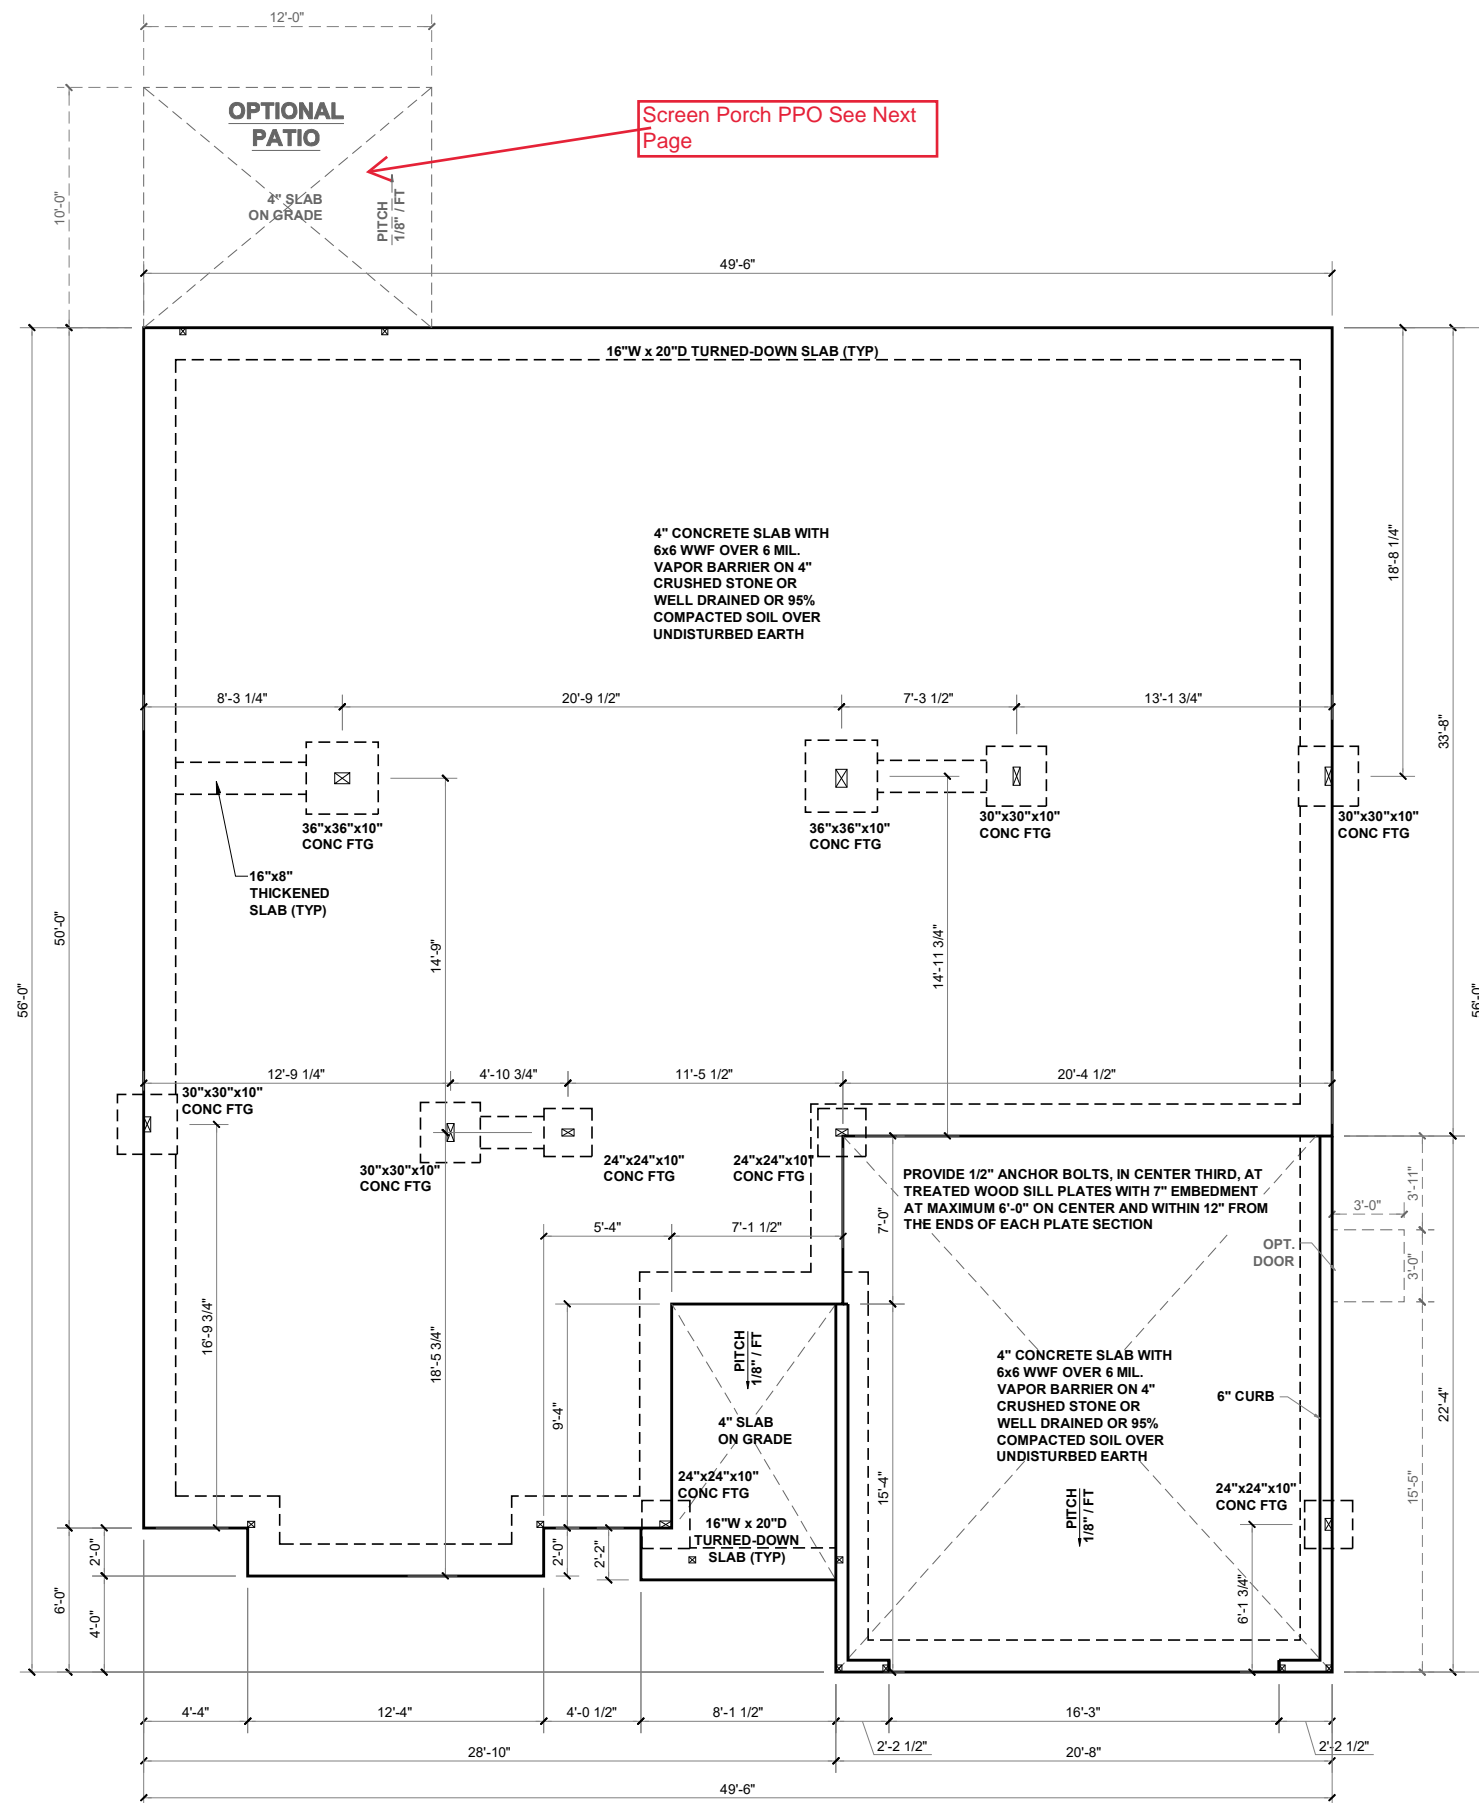 12'-0"
OPTIONAL
PATIO
Screen Porch PPO See Next
Page
10'-0"
4" SLAB
ON GRADE
PITCH
1/8" / FT
49'-6"
16"W x 20"D TURNED-DOWN SLAB (TYP)
4" CONCRETE SLAB WITH
6x6 WWF OVER 6 MIL.
VAPOR BARRIER ON 4"
CRUSHED STONE OR
WELL DRAINED OR 95%
COMPACTED SOIL OVER
UNDISTURBED EARTH
18'-8 1/4"
33'-8"
8'-3 1/4"
20'-9 1/2"
7'-3 1/2"
13'-1 3/4"
36"x36"x10"
CONC FTG
36"x36"x10"
CONC FTG
30"x30"x10"
CONC FTG
30"x30"x10"
CONC FTG
16"x8"
THICKENED
SLAB (TYP)
50'-0"
14'-9"
14'-11 3/4"
56'-0"
56'-0"
12'-9 1/4"
4'-10 3/4"
11'-5 1/2"
20'-4 1/2"
30"x30"x10"
CONC FTG
30"x30"x10"
CONC FTG
24"x24"x10"
CONC FTG
24"x24"x10"
CONC FTG
PROVIDE 1/2" ANCHOR BOLTS, IN CENTER THIRD, AT
TREATED WOOD SILL PLATES WITH 7" EMBEDMENT
AT MAXIMUM 6'-0" ON CENTER AND WITHIN 12" FROM
THE ENDS OF EACH PLATE SECTION
3'-11"
3'-0"
5'-4"
7'-1 1/2"
7'-0"
OPT.
DOOR
3'-0"
16'-9 3/4"
18'-5 3/4"
9'-4"
PITCH
1/8" / FT
4" SLAB
ON GRADE
4" CONCRETE SLAB WITH
6x6 WWF OVER 6 MIL.
VAPOR BARRIER ON 4"
CRUSHED STONE OR
WELL DRAINED OR 95%
COMPACTED SOIL OVER
UNDISTURBED EARTH
6" CURB
22'-4"
24"x24"x10"
CONC FTG
15'-4"
PITCH
1/8" / FT
24"x24"x10"
CONC FTG
15'-5"
16"W x 20"D
TURNED-DOWN
SLAB (TYP)
2'-0"
2'-0"
2'-2"
6'-0"
4'-0"
6'-1 3/4"
4'-4"
12'-4"
4'-0 1/2"
8'-1 1/2"
16'-3"
2'-2 1/2"
2'-2 1/2"
28'-10"
20'-8"
49'-6"